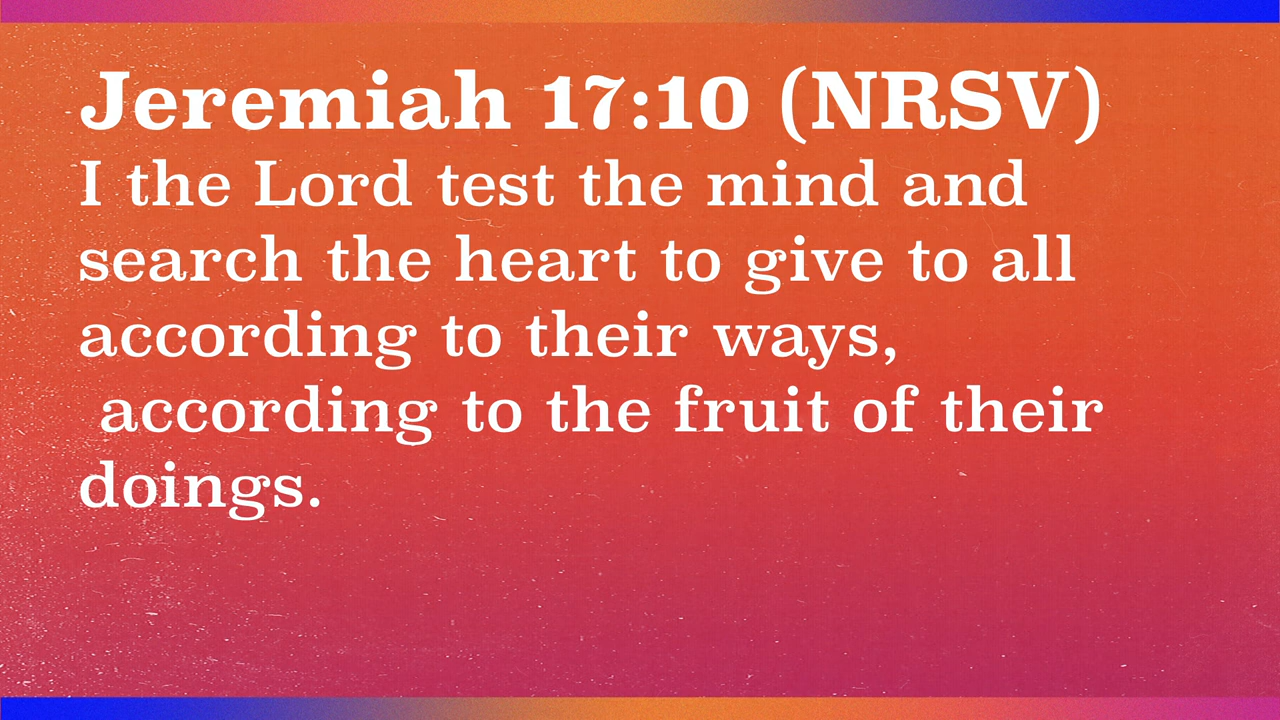 Jeremiah 17:10 (NRSV)
I the Lord test the mind and
search the heart to give to all
according to their ways,
according to the fruit of their
doings.